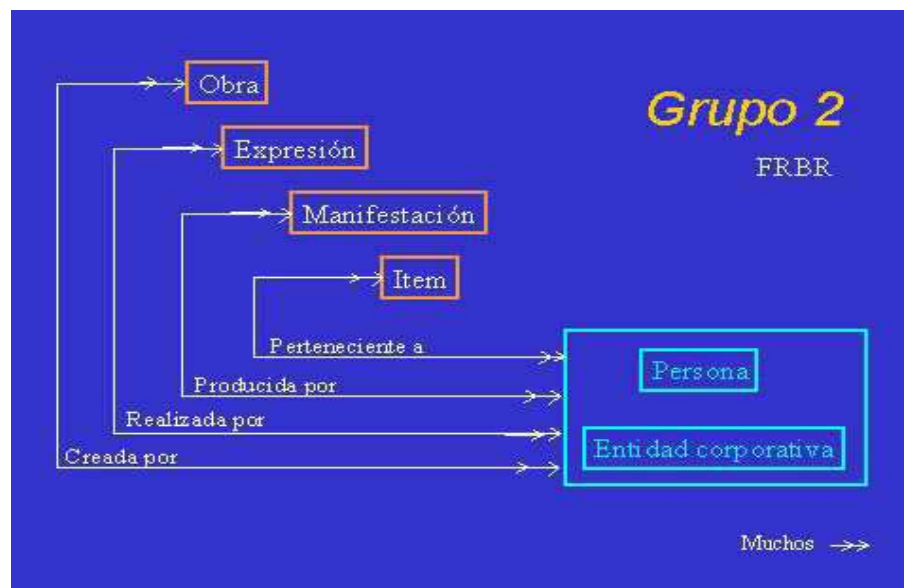 Obra
Grupo 2
Expresión
FRBR
Manifestación
Item
Perteneciente a
Persona
Producida por
Realizada por
Entidad corporativa
Creada por
Muchos